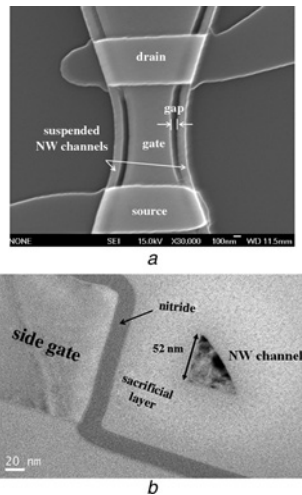 drain
gap
suspended
NW channels
gate
source
NONE SEI 15.0kV X30,000 100nm WD 11.5mm
a
nitride
side gate
52 nm
NW channel
sacrificial
layer
20 nm
b